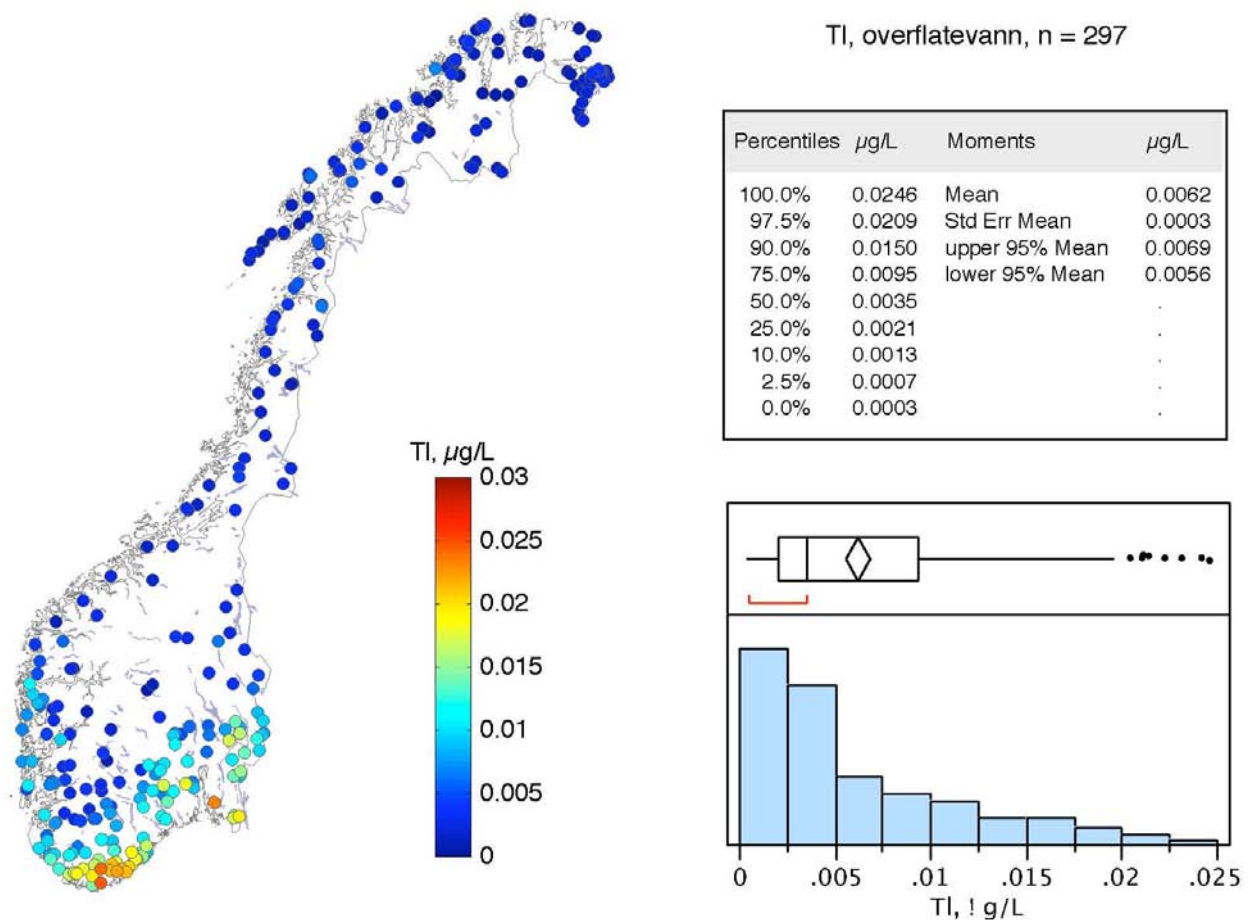 Tl, overflatevann, n = 297
Percentiles µg/L Moments µg/L
100.0% 0.0246 Mean 0.0062
97.5% 0.0209 Std Err Mean 0.0003
90.0% 0.0150 upper 95% Mean 0.0069
75.0% 0.0095 lower 95% Mean 0.0056
50.0% 0.0035 .
25.0% 0.0021 .
10.0% 0.0013 .
2.5% 0.0007 .
0.0% 0.0003 .
Tl, µg/L
0.03
0.025
0.02
0.015
0.01
0.005
0
0 .005 .01 .015 .02 .025
Tl, ! g/L